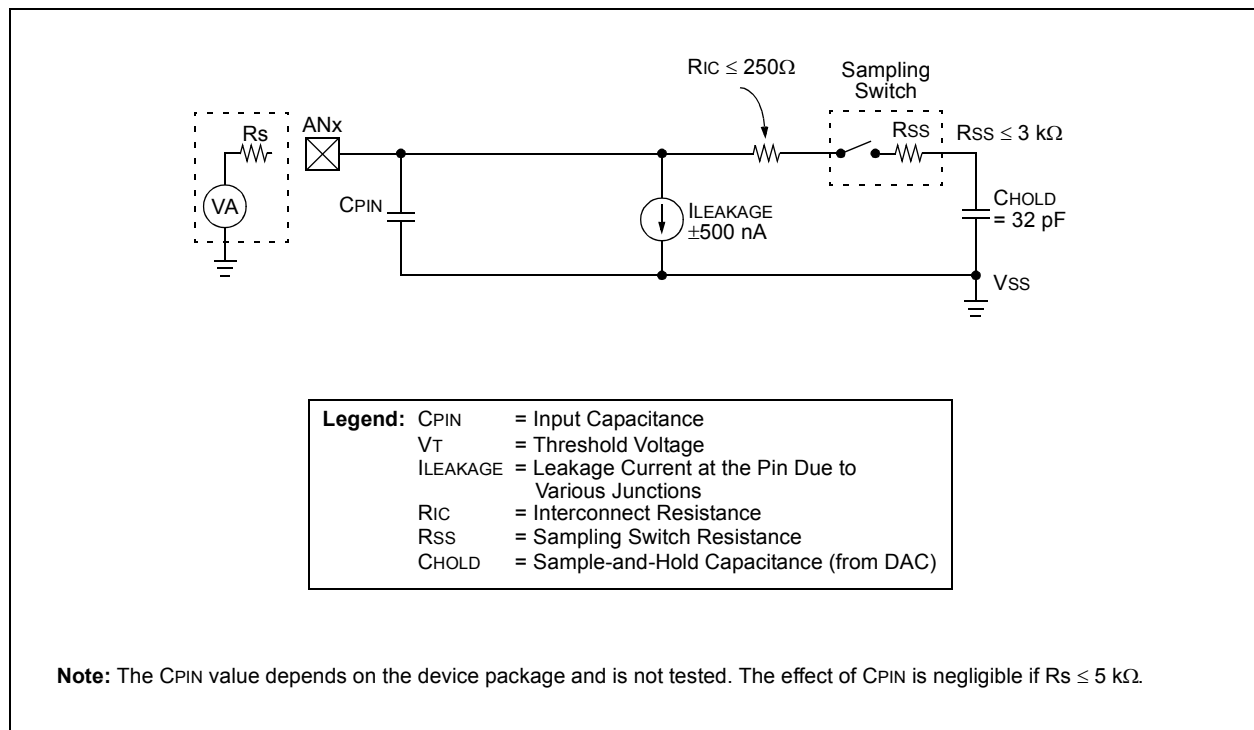 RIC ≤ 250Ω
Sampling
Switch
ANx
Rs
RSS
RSS ≤ 3 kΩ
VA
CPIN
ILEAKAGE
±500 nA
CHOLD
= 32 pF
VSS
Legend: CPIN = Input Capacitance
VT = Threshold Voltage
ILEAKAGE = Leakage Current at the Pin Due to
Various Junctions
RIC = Interconnect Resistance
RSS = Sampling Switch Resistance
CHOLD = Sample-and-Hold Capacitance (from DAC)
Note: The CPIN value depends on the device package and is not tested. The effect of CPIN is negligible if Rs ≤ 5 kΩ.